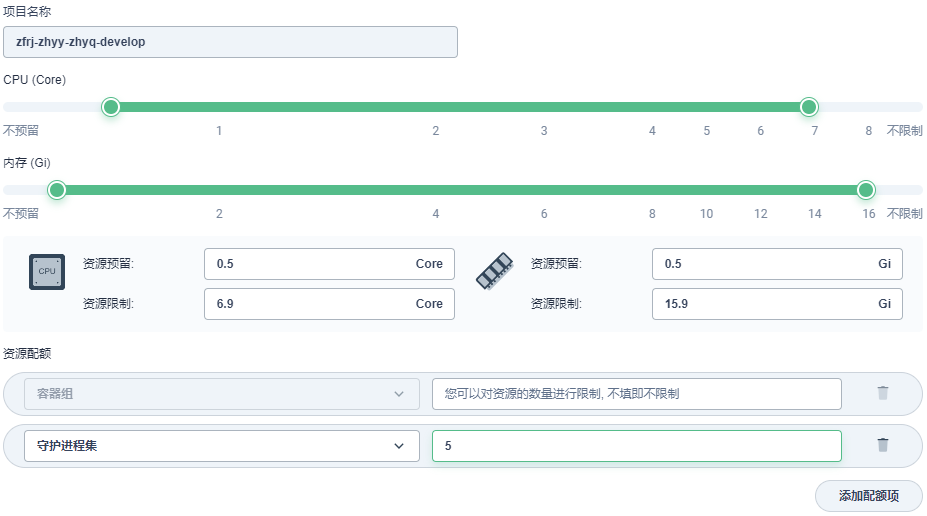 项目名称
zfrj-zhyy-zhyq-develop
CPU (Core)
不预留 1 2 3 4 5 6 7 8 不限制
内存 (Gi)
不预留 2 4 6 8 10 12 14 16 不限制
CPU 资源预留: 0.5 Core 资源预留: 0.5 Gi
资源限制: 6.9 Core 资源限制: 15.9 Gi
资源配额
容器组 您可以对资源的数量进行限制, 不填即不限制
守护进程集 5
添加配额项